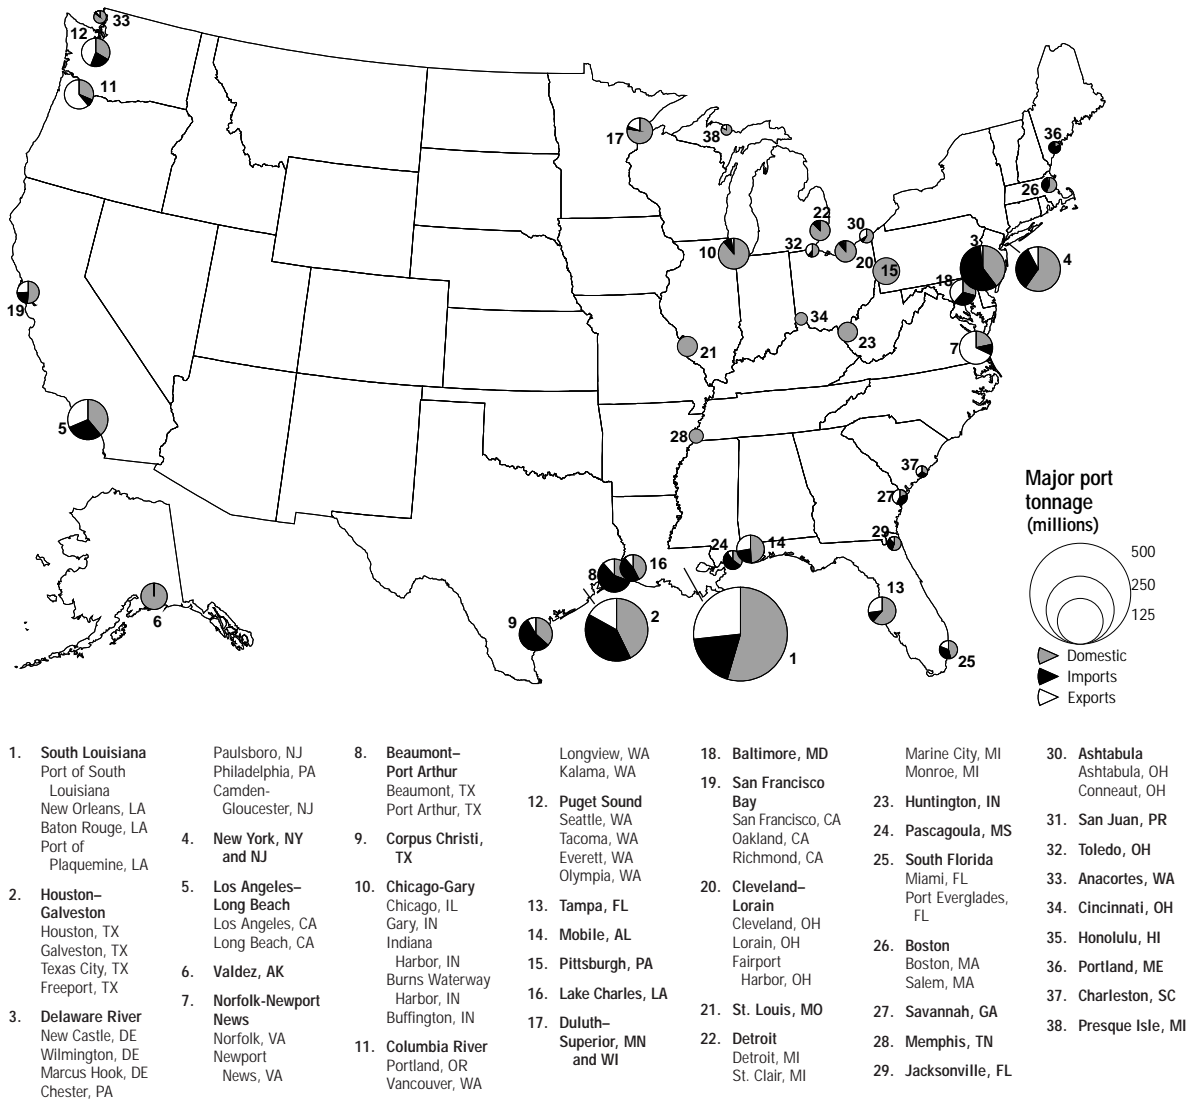 33
12
11
17
38
36
26
22
30
32
20
15
10
3
4
18
19
34
23
7
21
5
28
37
27
29
24
14
8
16
13
6
9
2
1
25
Major port
tonnage
(millions)
500
250
125
Domestic
Imports
Exports
1. South Louisiana
Port of South
Louisiana
New Orleans, LA
Baton Rouge, LA
Port of
Plaquemine, LA
2. Houston–
Galveston
Houston, TX
Galveston, TX
Texas City, TX
Freeport, TX
3. Delaware River
New Castle, DE
Wilmington, DE
Marcus Hook, DE
Chester, PA
Paulsboro, NJ
Philadelphia, PA
Camden-
Gloucester, NJ
4. New York, NY
and NJ
5. Los Angeles–
Long Beach
Los Angeles, CA
Long Beach, CA
6. Valdez, AK
7. Norfolk-Newport
News
Norfolk, VA
Newport
News, VA
8. Beaumont–
Port Arthur
Beaumont, TX
Port Arthur, TX
9. Corpus Christi,
TX
10. Chicago-Gary
Chicago, IL
Gary, IN
Indiana
Harbor, IN
Burns Waterway
Harbor, IN
Buffington, IN
11. Columbia River
Portland, OR
Vancouver, WA
Longview, WA
Kalama, WA
12. Puget Sound
Seattle, WA
Tacoma, WA
Everett, WA
Olympia, WA
13. Tampa, FL
14. Mobile, AL
15. Pittsburgh, PA
16. Lake Charles, LA
17. Duluth–
Superior, MN
and WI
18. Baltimore, MD
19. San Francisco
Bay
San Francisco, CA
Oakland, CA
Richmond, CA
20. Cleveland–
Lorain
Cleveland, OH
Lorain, OH
Fairport
Harbor, OH
21. St. Louis, MO
22. Detroit
Detroit, MI
St. Clair, MI
Marine City, MI
Monroe, MI
23. Huntington, IN
24. Pascagoula, MS
25. South Florida
Miami, FL
Port Everglades,
FL
26. Boston
Boston, MA
Salem, MA
27. Savannah, GA
28. Memphis, TN
29. Jacksonville, FL
30. Ashtabula
Ashtabula, OH
Conneaut, OH
31. San Juan, PR
32. Toledo, OH
33. Anacortes, WA
34. Cincinnati, OH
35. Honolulu, HI
36. Portland, ME
37. Charleston, SC
38. Presque Isle, MI